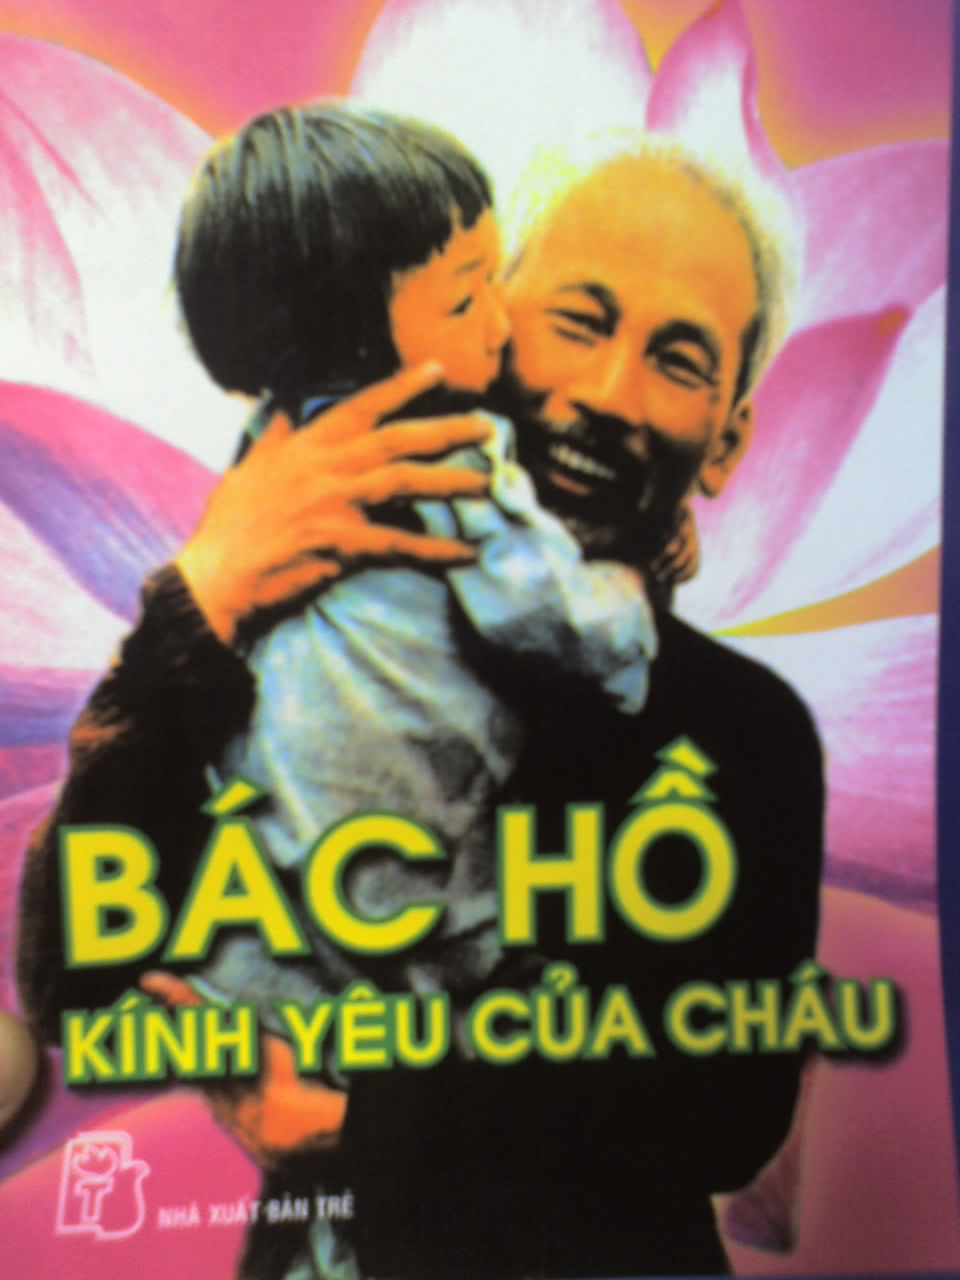 BÁC HỒ
KÍNH YÊU CỦA CHÁU
NHÀ XUẤT BẢN TRẺ